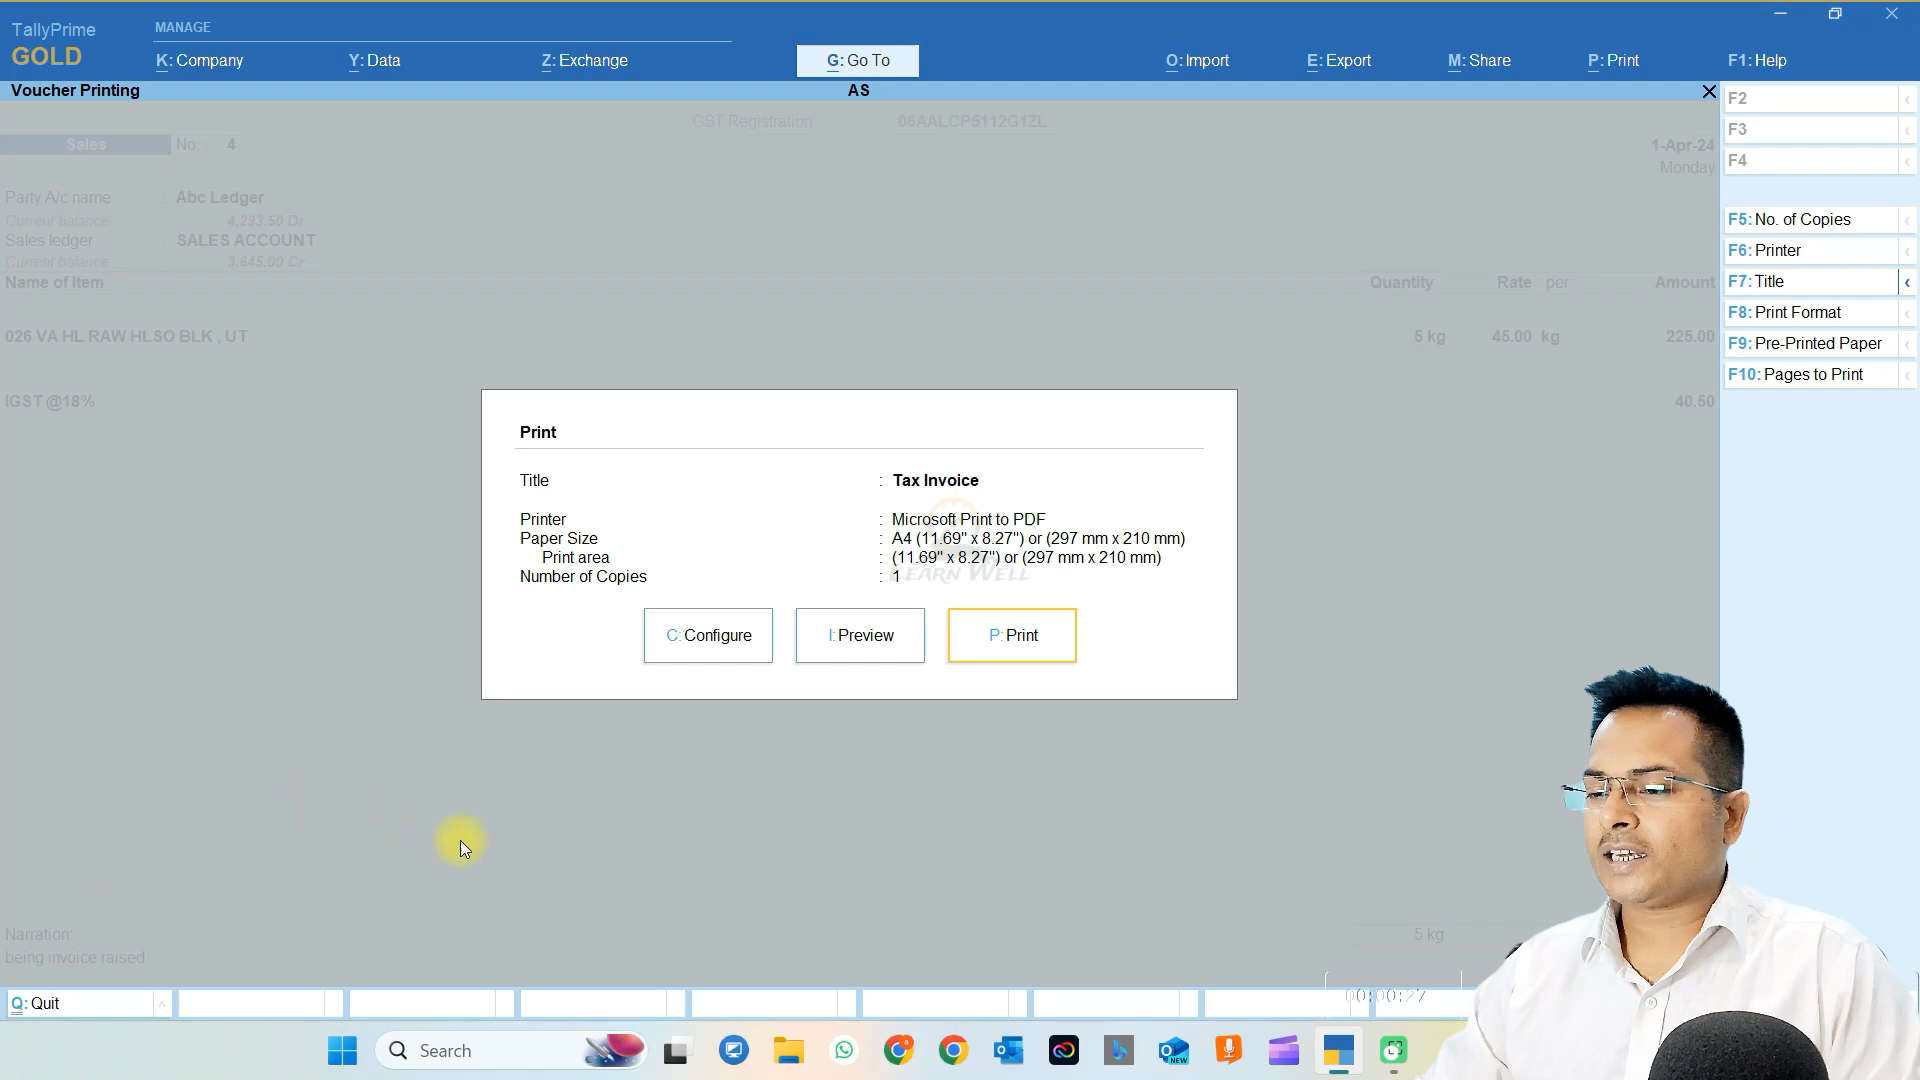 TallyPrime
GOLD
MANAGE
K: Company
Y: Data
Z: Exchange
G: Go To
O: Import
E: Export
M: Share
P: Print
F1: Help
Voucher Printing
AS
GST Registration 06AALCP5112G1ZL
Sales No. 4
1-Apr-24
Monday
Party A/c name : Abc Ledger
Current balance 4,293.50 Dr
Sales ledger : SALES ACCOUNT
Current balance 3,645.00 Cr
Name of Item Quantity Rate per Amount
026 VA HL RAW HLSO BLK , UT 5 kg 45.00 kg 225.00
IGST @18% 40.50
Print
Title : Tax Invoice
Printer : Microsoft Print to PDF
Paper Size : A4 (11.69" x 8.27") or (297 mm x 210 mm)
Print area : (11.69" x 8.27") or (297 mm x 210 mm)
Number of Copies : 1
LEARN WELL
C: Configure
I: Preview
P: Print
F2
F3
F4
F5: No. of Copies
F6: Printer
F7: Title
F8: Print Format
F9: Pre-Printed Paper
F10: Pages to Print
Narration:
being invoice raised
5 kg
00:00:27
Q: Quit
Search
NEW